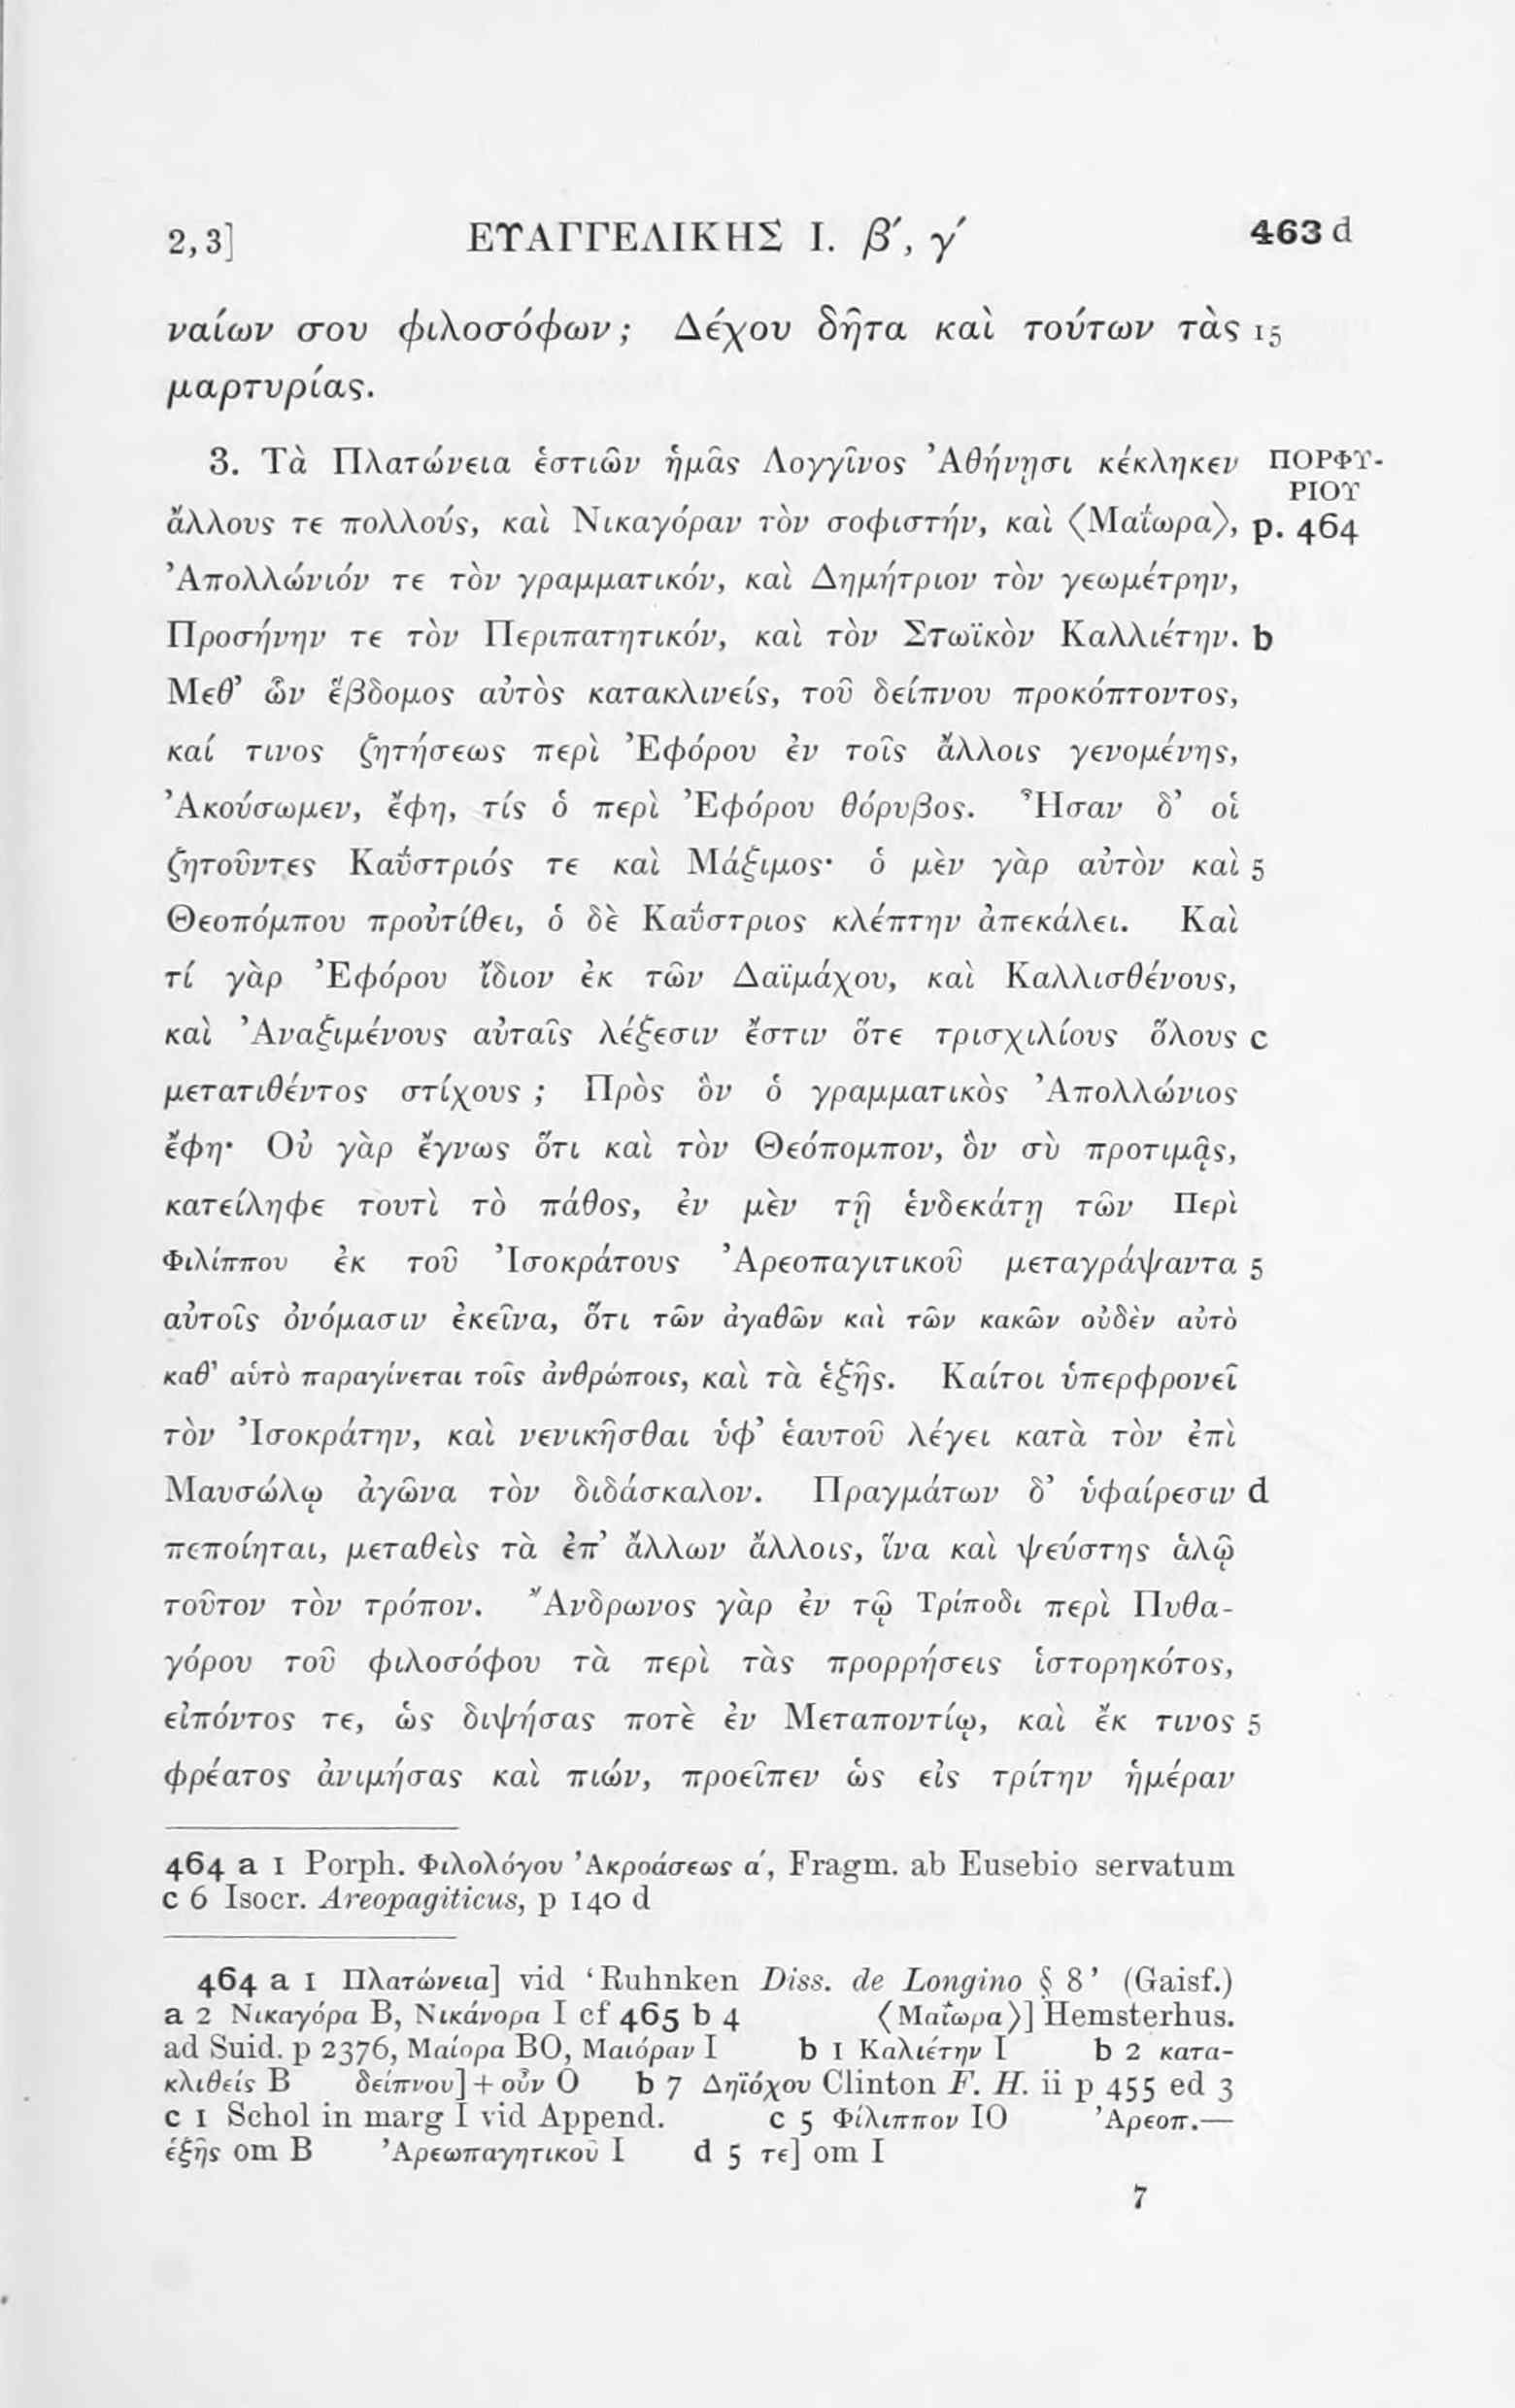 2, 3] ΕΥΑΓΓΕΛΙΚΗΣ Ι. β΄, γ΄ 463 d
ναίων σου φιλοσόφων; Δέχου δῆτα καὶ τούτων τὰς 15
μαρτυρίας.
3. Τὰ Πλατώνεια ἑστιῶν ἡμᾶς Λογγῖνος Ἀθήνῃσι κέκληκεν ΠΟΡΦΥ-
ΡΙΟΥ
ἄλλους τε πολλούς, καὶ Νικαγόραν τὸν σοφιστήν, καὶ ⟨Μαΐωρα⟩, p. 464
Ἀπολλώνιόν τε τὸν γραμματικόν, καὶ Δημήτριον τὸν γεωμέτρην,
Προσήνην τε τὸν Περιπατητικόν, καὶ τὸν Στωϊκὸν Καλλιέτην. b
Μεθ’ ὧν ἕβδομος αὐτὸς κατακλινείς, τοῦ δείπνου προκόπτοντος,
καί τινος ζητήσεως περὶ Ἐφόρου ἐν τοῖς ἄλλοις γενομένης,
Ἀκούσωμεν, ἔφη, τίς ὁ περὶ Ἐφόρου θόρυβος. Ἦσαν δ’ οἱ
ζητοῦντες Καΰστριός τε καὶ Μάξιμος· ὁ μὲν γὰρ αὐτὸν καὶ 5
Θεοπόμπου προὐτίθει, ὁ δὲ Καΰστριος κλέπτην ἀπεκάλει. Καὶ
τί γὰρ Ἐφόρου ἴδιον ἐκ τῶν Δαϊμάχου, καὶ Καλλισθένους,
καὶ Ἀναξιμένους αὐταῖς λέξεσιν ἔστιν ὅτε τρισχιλίους ὅλους c
μετατιθέντος στίχους; Πρὸς ὃν ὁ γραμματικὸς Ἀπολλώνιος
ἔφη· Οὐ γὰρ ἔγνως ὅτι καὶ τὸν Θεόπομπον, ὃν σὺ προτιμᾷς,
κατείληφε τουτὶ τὸ πάθος, ἐν μὲν τῇ ἑνδεκάτῃ τῶν Περὶ
Φιλίππου ἐκ τοῦ Ἰσοκράτους Ἀρεοπαγιτικοῦ μεταγράψαντα 5
αὐτοῖς ὀνόμασιν ἐκεῖνα, ὅτι τῶν ἀγαθῶν καὶ τῶν κακῶν οὐδὲν αὐτὸ
καθ’ αὑτὸ παραγίνεται τοῖς ἀνθρώποις, καὶ τὰ ἑξῆς. Καίτοι ὑπερφρονεῖ
τὸν Ἰσοκράτην, καὶ νενικῆσθαι ὑφ’ ἑαυτοῦ λέγει κατὰ τὸν ἐπὶ
Μαυσώλῳ ἀγῶνα τὸν διδάσκαλον. Πραγμάτων δ’ ὑφαίρεσιν d
πεποίηται, μεταθεὶς τὰ ἐπ’ ἄλλων ἄλλοις, ἵνα καὶ ψεύστης ἁλῷ
τοῦτον τὸν τρόπον. Ἄνδρωνος γὰρ ἐν τῷ Τρίποδι περὶ Πυθα-
γόρου τοῦ φιλοσόφου τὰ περὶ τὰς προρρήσεις ἱστορηκότος,
εἰπόντος τε, ὡς διψήσας ποτὲ ἐν Μεταποντίῳ, καὶ ἔκ τινος 5
φρέατος ἀνιμήσας καὶ πιών, προεῖπεν ὡς εἰς τρίτην ἡμέραν
464 a 1 Porph. Φιλολόγου Ἀκροάσεως α΄, Fragm. ab Eusebio servatum
c 6 Isocr. Areopagiticus, p 140 d
464 a 1 Πλατώνεια] vid ‘Ruhnken Diss. de Longino § 8’ (Gaisf.)
a 2 Νικαγόρα B, Νικάνορα I cf 465 b 4 ⟨Μαΐωρα⟩] Hemsterhus.
ad Suid. p 2376, Μαίορα BO, Μαιόραν I b 1 Καλιέτην I b 2 κατα-
κλιθείς B δείπνου] + οὖν O b 7 Δηϊόχου Clinton F. H. ii p 455 ed 3
c 1 Schol in marg I vid Append. c 5 Φίλιππον IO Ἀρεοπ.—
ἑξῆς om B Ἀρεωπαγητικοῦ I d 5 τε] om I
7